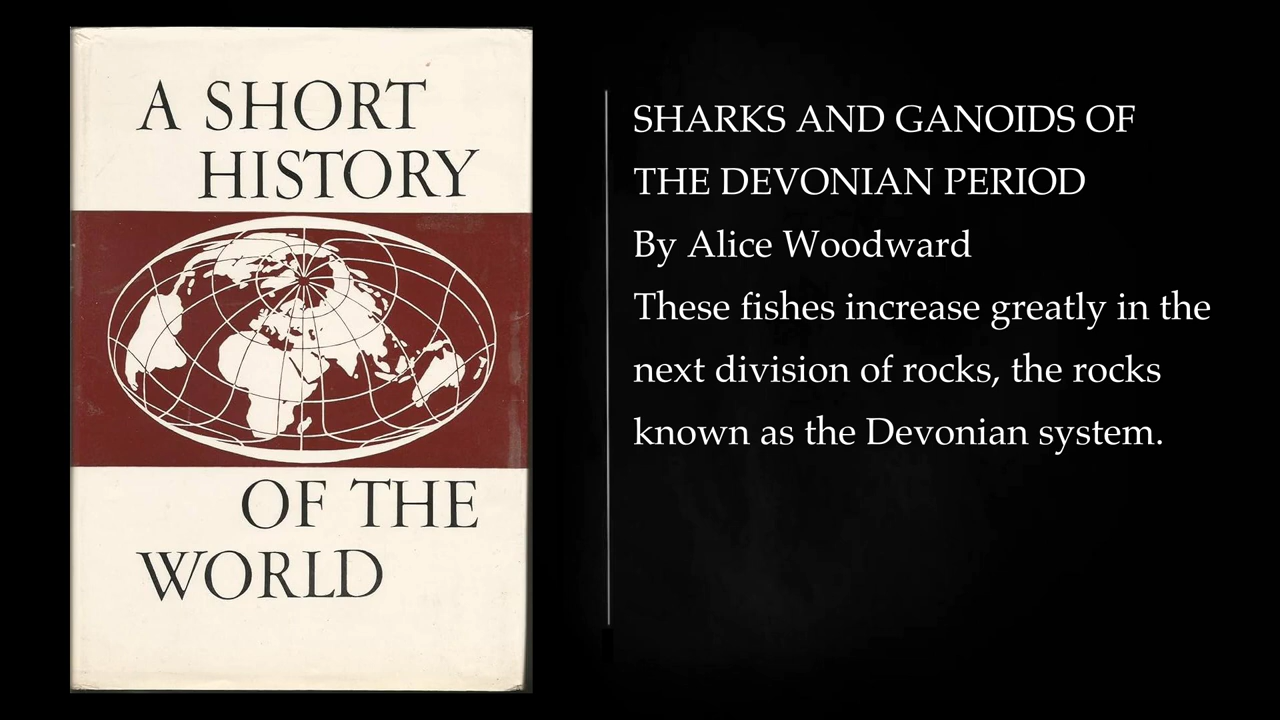 A SHORT
HISTORY
OF THE
WORLD
SHARKS AND GANOIDS OF
THE DEVONIAN PERIOD
By Alice Woodward
These fishes increase greatly in the
next division of rocks, the rocks
known as the Devonian system.